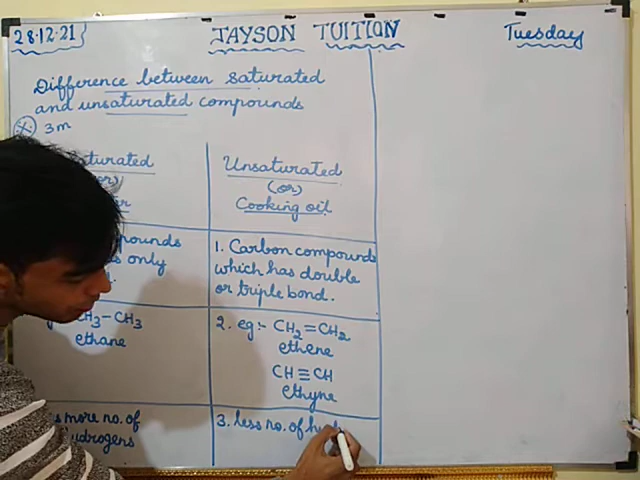 28.12.21
JAYSON TUITION
Tuesday
Difference between saturated
and unsaturated compounds
3m
Unsaturated
(or)
Cooking oil
only
1. Carbon compounds
which has double
or triple bond.
CH3-CH3
ethane
2. eg:- CH2=CH2
ethene
CH≡CH
ethyne
more no. of
3. less no. of